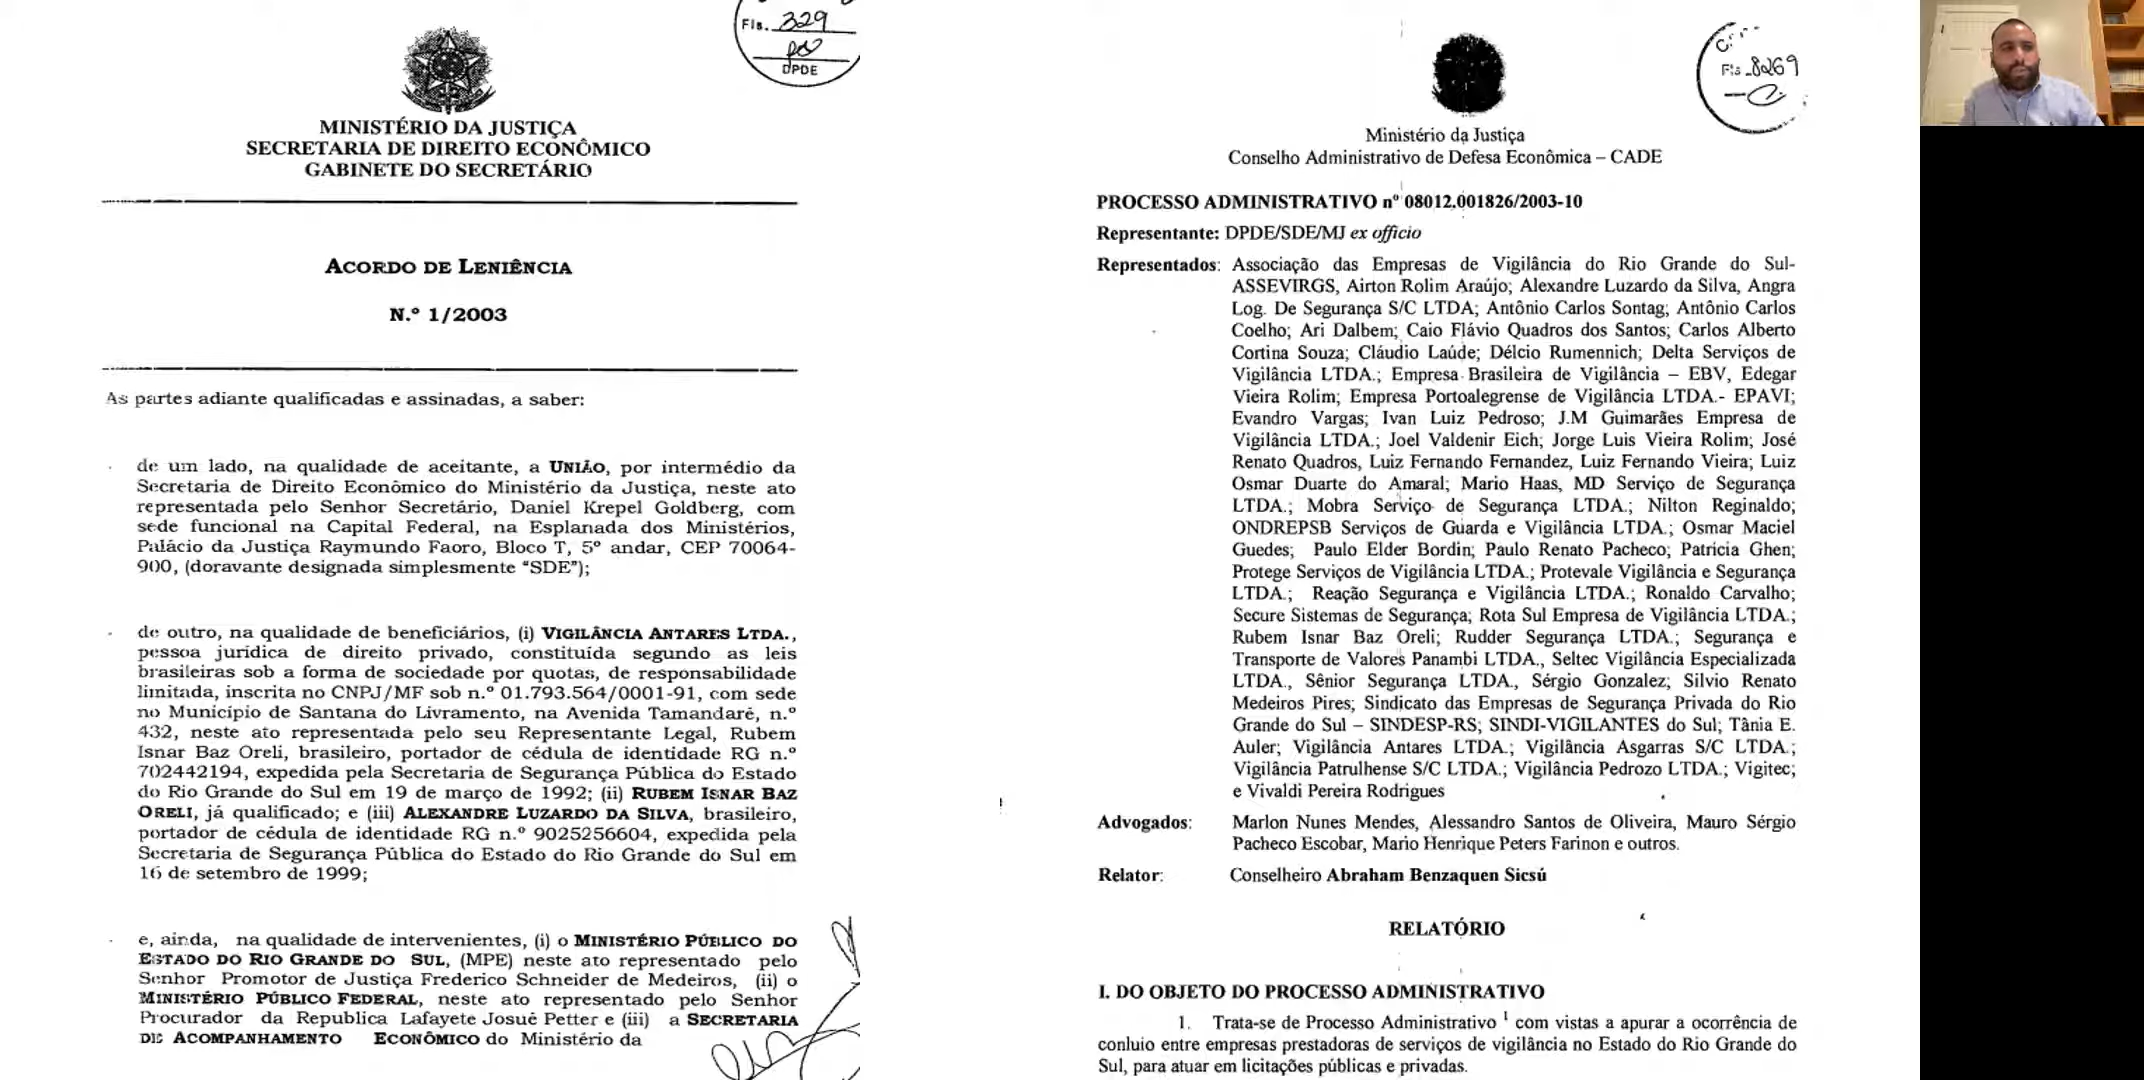 Fls. 329
DPDE
MINISTÉRIO DA JUSTIÇA
SECRETARIA DE DIREITO ECONÔMICO
GABINETE DO SECRETÁRIO
ACORDO DE LENIÊNCIA
N.º 1/2003
As partes adiante qualificadas e assinadas, a saber:
de um lado, na qualidade de aceitante, a UNIÃO, por intermédio da
Secretaria de Direito Econômico do Ministério da Justiça, neste ato
representada pelo Senhor Secretário, Daniel Krepel Goldberg, com
sede funcional na Capital Federal, na Esplanada dos Ministérios,
Palácio da Justiça Raymundo Faoro, Bloco T, 5º andar, CEP 70064-
900, (doravante designada simplesmente “SDE”);
de outro, na qualidade de beneficiários, (i) VIGILÂNCIA ANTARES LTDA.,
pessoa jurídica de direito privado, constituída segundo as leis
brasileiras sob a forma de sociedade por quotas, de responsabilidade
limitada, inscrita no CNPJ/MF sob n.º 01.793.564/0001-91, com sede
no Município de Santana do Livramento, na Avenida Tamandaré, n.º
432, neste ato representada pelo seu Representante Legal, Rubem
Isnar Baz Oreli, brasileiro, portador de cédula de identidade RG n.º
702442194, expedida pela Secretaria de Segurança Pública do Estado
do Rio Grande do Sul em 19 de março de 1992; (ii) RUBEM ISNAR BAZ
ORELI, já qualificado; e (iii) ALEXANDRE LUZARDO DA SILVA, brasileiro,
portador de cédula de identidade RG n.º 9025256604, expedida pela
Secretaria de Segurança Pública do Estado do Rio Grande do Sul em
16 de setembro de 1999;
e, ainda, na qualidade de intervenientes, (i) o MINISTÉRIO PÚBLICO DO
ESTADO DO RIO GRANDE DO SUL, (MPE) neste ato representado pelo
Senhor Promotor de Justiça Frederico Schneider de Medeiros, (ii) o
MINISTÉRIO PÚBLICO FEDERAL, neste ato representado pelo Senhor
Procurador da Republica Lafayete Josué Petter e (iii) a SECRETARIA
DE ACOMPANHAMENTO ECONÔMICO do Ministério da
Fls 8269
Ministério da Justiça
Conselho Administrativo de Defesa Econômica – CADE
PROCESSO ADMINISTRATIVO nº 08012.001826/2003-10
Representante: DPDE/SDE/MJ ex officio
Representados: Associação das Empresas de Vigilância do Rio Grande do Sul-
ASSEVIRGS, Airton Rolim Araújo; Alexandre Luzardo da Silva, Angra
Log. De Segurança S/C LTDA; Antônio Carlos Sontag; Antônio Carlos
Coelho; Ari Dalbem; Caio Flávio Quadros dos Santos; Carlos Alberto
Cortina Souza; Cláudio Laúde; Délcio Rumennich; Delta Serviços de
Vigilância LTDA.; Empresa Brasileira de Vigilância – EBV, Edegar
Vieira Rolim; Empresa Portoalegrense de Vigilância LTDA.- EPAVI;
Evandro Vargas; Ivan Luiz Pedroso; J.M Guimarães Empresa de
Vigilância LTDA.; Joel Valdenir Eich; Jorge Luis Vieira Rolim; José
Renato Quadros, Luiz Fernando Fernandez, Luiz Fernando Vieira; Luiz
Osmar Duarte do Amaral; Mario Haas, MD Serviço de Segurança
LTDA.; Mobra Serviço de Segurança LTDA.; Nilton Reginaldo;
ONDREPSB Serviços de Guarda e Vigilância LTDA.; Osmar Maciel
Guedes; Paulo Elder Bordin; Paulo Renato Pacheco; Patrícia Ghen;
Protege Serviços de Vigilância LTDA.; Protevale Vigilância e Segurança
LTDA.; Reação Segurança e Vigilância LTDA.; Ronaldo Carvalho;
Secure Sistemas de Segurança; Rota Sul Empresa de Vigilância LTDA.;
Rubem Isnar Baz Oreli; Rudder Segurança LTDA.; Segurança e
Transporte de Valores Panambi LTDA., Seltec Vigilância Especializada
LTDA., Sênior Segurança LTDA., Sérgio Gonzalez; Silvio Renato
Medeiros Pires; Sindicato das Empresas de Segurança Privada do Rio
Grande do Sul – SINDESP-RS; SINDI-VIGILANTES do Sul; Tânia E.
Auler; Vigilância Antares LTDA.; Vigilância Asgarras S/C LTDA.;
Vigilância Patrulhense S/C LTDA.; Vigilância Pedrozo LTDA.; Vigitec;
e Vivaldi Pereira Rodrigues
Advogados: Marlon Nunes Mendes, Alessandro Santos de Oliveira, Mauro Sérgio
Pacheco Escobar, Mario Henrique Peters Farinon e outros.
Relator: Conselheiro Abraham Benzaquen Sicsú
RELATÓRIO
I. DO OBJETO DO PROCESSO ADMINISTRATIVO
1. Trata-se de Processo Administrativo 1 com vistas a apurar a ocorrência de
conluio entre empresas prestadoras de serviços de vigilância no Estado do Rio Grande do
Sul, para atuar em licitações públicas e privadas.